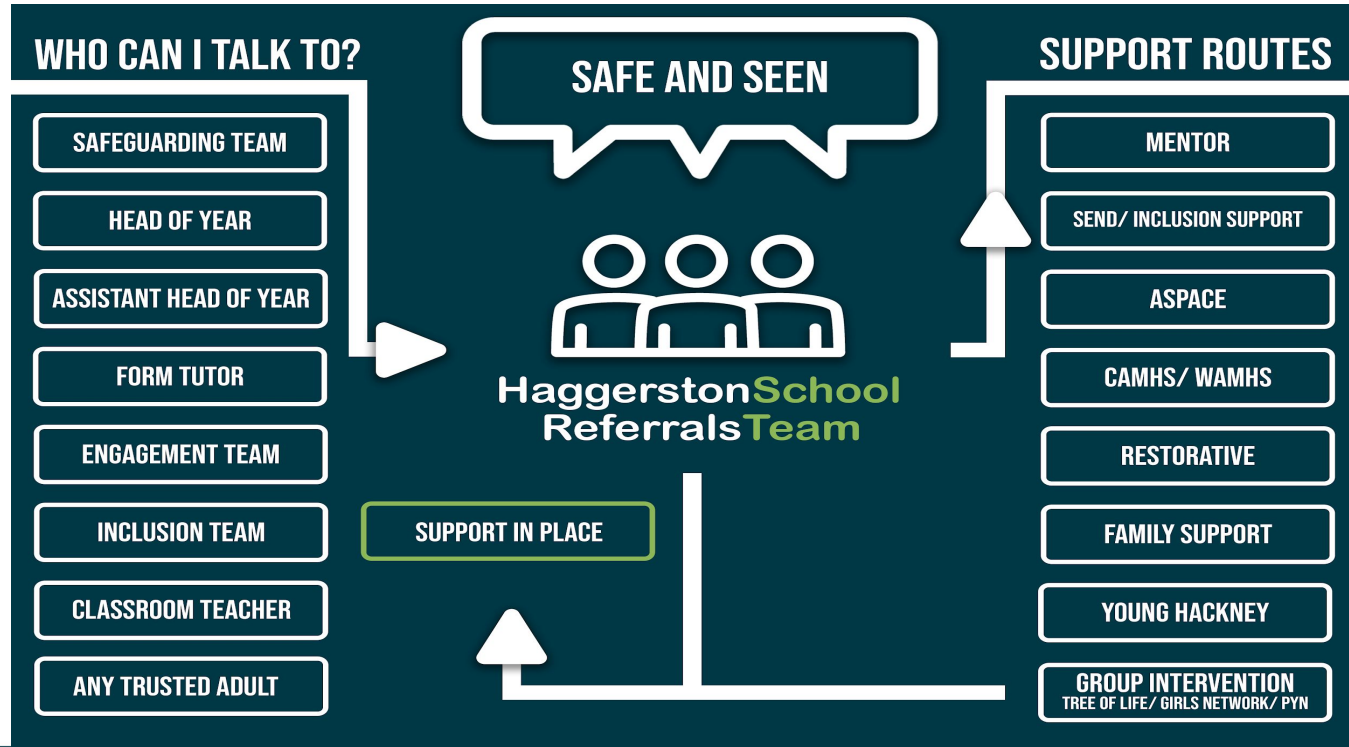 WHO CAN I TALK TO?
SAFEGUARDING TEAM
HEAD OF YEAR
ASSISTANT HEAD OF YEAR
FORM TUTOR
ENGAGEMENT TEAM
INCLUSION TEAM
CLASSROOM TEACHER
ANY TRUSTED ADULT
SAFE AND SEEN
HaggerstonSchool
ReferralsTeam
SUPPORT IN PLACE
SUPPORT ROUTES
MENTOR
SEND/ INCLUSION SUPPORT
ASPACE
CAMHS/ WAMHS
RESTORATIVE
FAMILY SUPPORT
YOUNG HACKNEY
GROUP INTERVENTION
TREE OF LIFE/ GIRLS NETWORK/ PYN